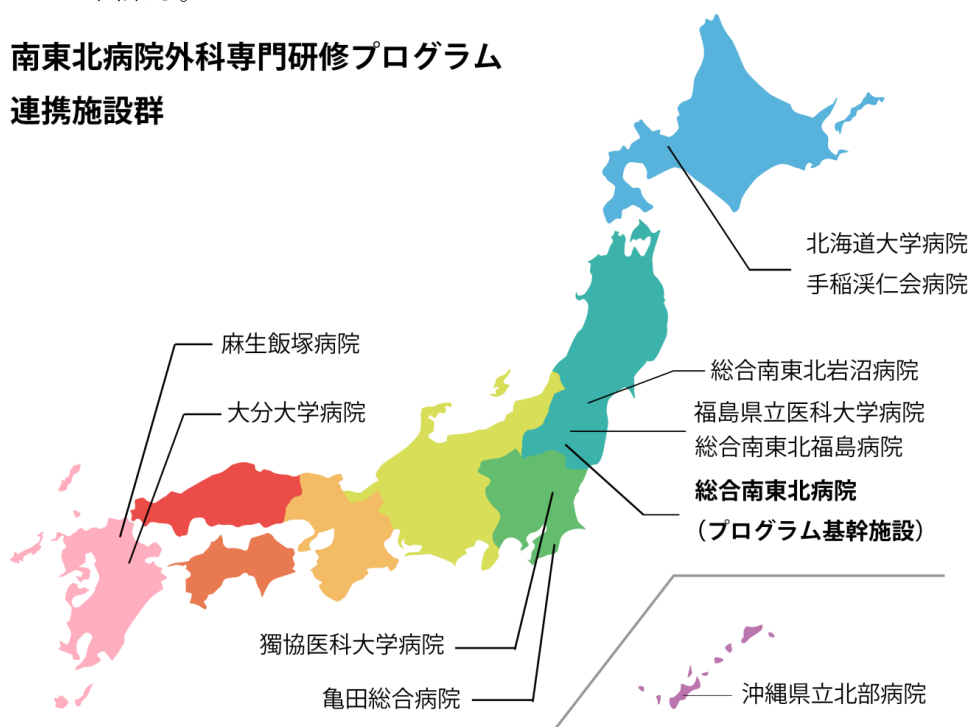 南東北病院外科専門研修プログラム
連携施設群
北海道大学病院
手稲渓仁会病院
麻生飯塚病院
大分大学病院
総合南東北岩沼病院
福島県立医科大学病院
総合南東北福島病院
総合南東北病院
（プログラム基幹施設）
獨協医科大学病院
亀田総合病院
沖縄県立北部病院